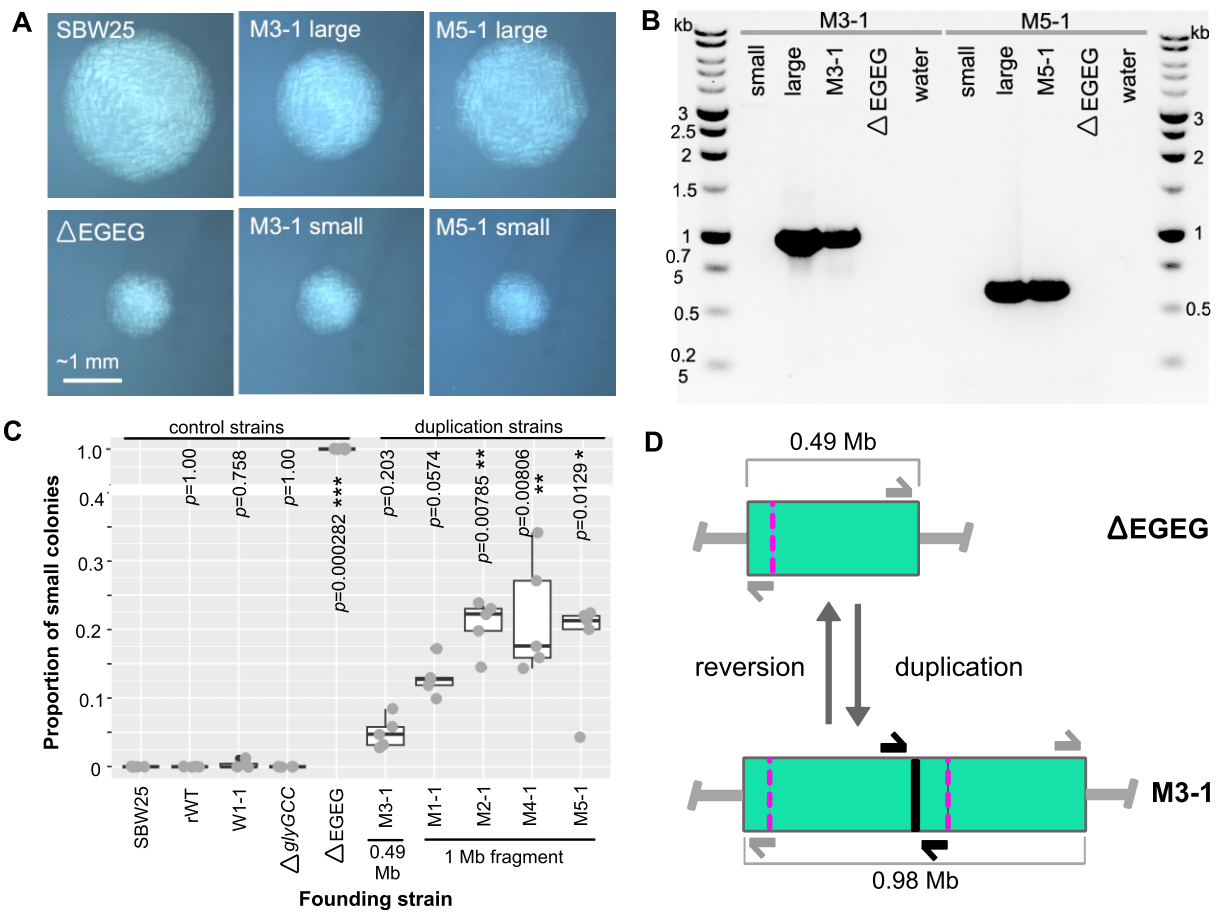 A
SBW25
M3-1 large
M5-1 large
△EGEG
M3-1 small
M5-1 small
~1 mm
B
kb
M3-1
M5-1
kb
small
large
M3-1
△EGEG
water
small
large
M5-1
△EGEG
water
3
2.5
2
1.5
1
0.7
5
0.5
0.2
5
3
2
1
0.5
C
control strains
duplication strains
Proportion of small colonies
1.0
0.4
0.3
0.2
0.1
0
p=1.00
p=0.758
p=1.00
p=0.000282 ***
p=0.203
p=0.0574
p=0.00785 **
p=0.00806
**
p=0.0129 *
SBW25
rWT
W1-1
△glyGCC
△EGEG
M3-1
M1-1
M2-1
M4-1
M5-1
0.49
Mb
1 Mb fragment
Founding strain
D
0.49 Mb
△EGEG
reversion
duplication
M3-1
0.98 Mb